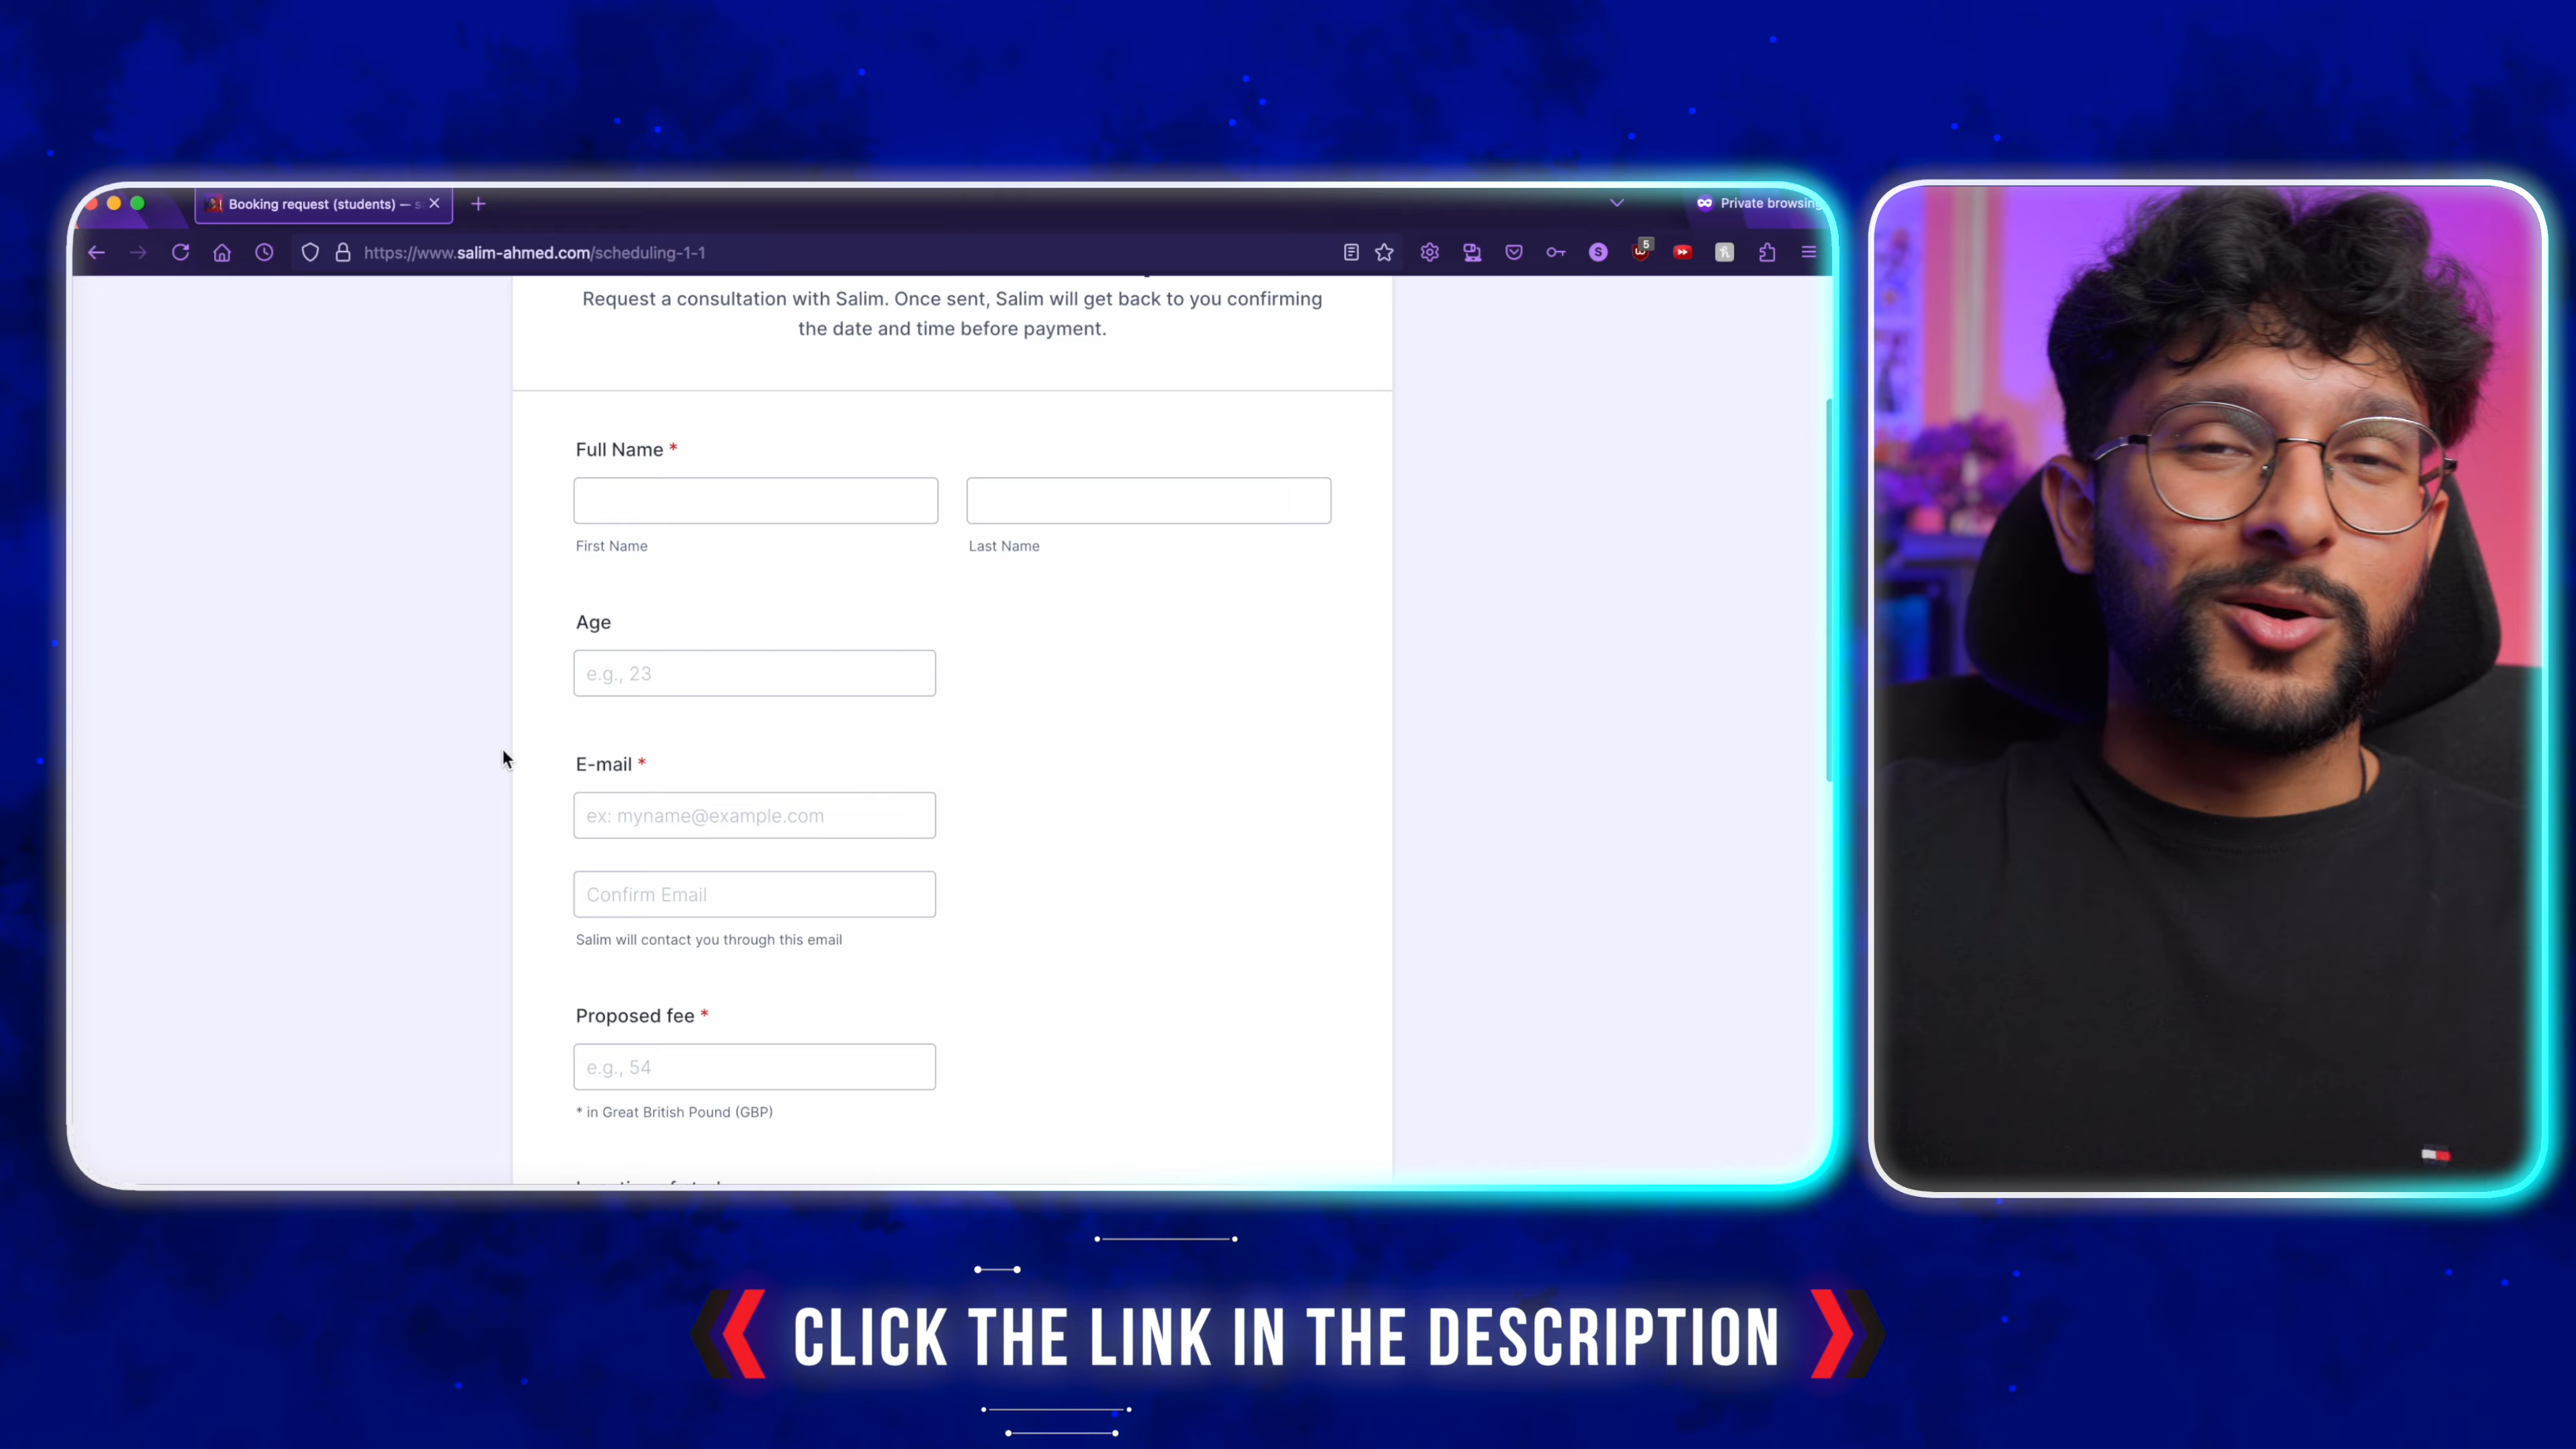 Booking request (students) — s
Private browsing
https://www.salim-ahmed.com/scheduling-1-1
5
S
Request a consultation with Salim. Once sent, Salim will get back to you confirming
the date and time before payment.
Full Name *
First Name
Last Name
Age
e.g., 23
E-mail *
ex: myname@example.com
Confirm Email
Salim will contact you through this email
Proposed fee *
e.g., 54
* in Great British Pound (GBP)
CLICK THE LINK IN THE DESCRIPTION